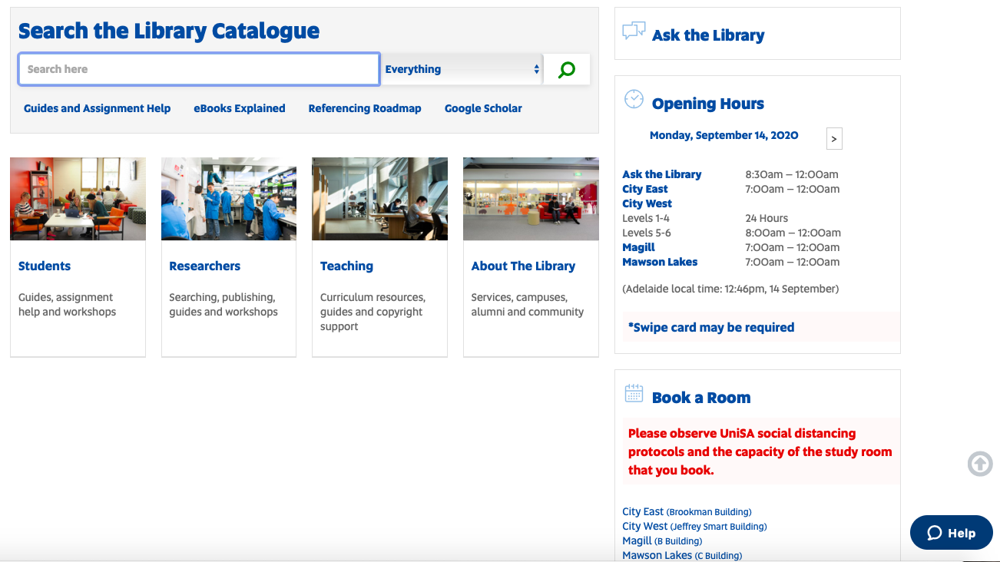 Search the Library Catalogue
Search here
Everything
Guides and Assignment Help
eBooks Explained
Referencing Roadmap
Google Scholar
Students
Guides, assignment
help and workshops
Researchers
Searching, publishing,
guides and workshops
Teaching
Curriculum resources,
guides and copyright
support
About The Library
Services, campuses,
alumni and community
Ask the Library
Opening Hours
Monday, September 14, 2020
>
Ask the Library 8:30am – 12:00am
City East 7:00am – 12:00am
City West
Levels 1-4 24 Hours
Levels 5-6 8:00am – 12:00am
Magill 7:00am – 12:00am
Mawson Lakes 7:00am – 12:00am
(Adelaide local time: 12:46pm, 14 September)
*Swipe card may be required
Book a Room
Please observe UniSA social distancing
protocols and the capacity of the study room
that you book.
City East (Brookman Building)
City West (Jeffrey Smart Building)
Magill (B Building)
Mawson Lakes (C Building)
Help